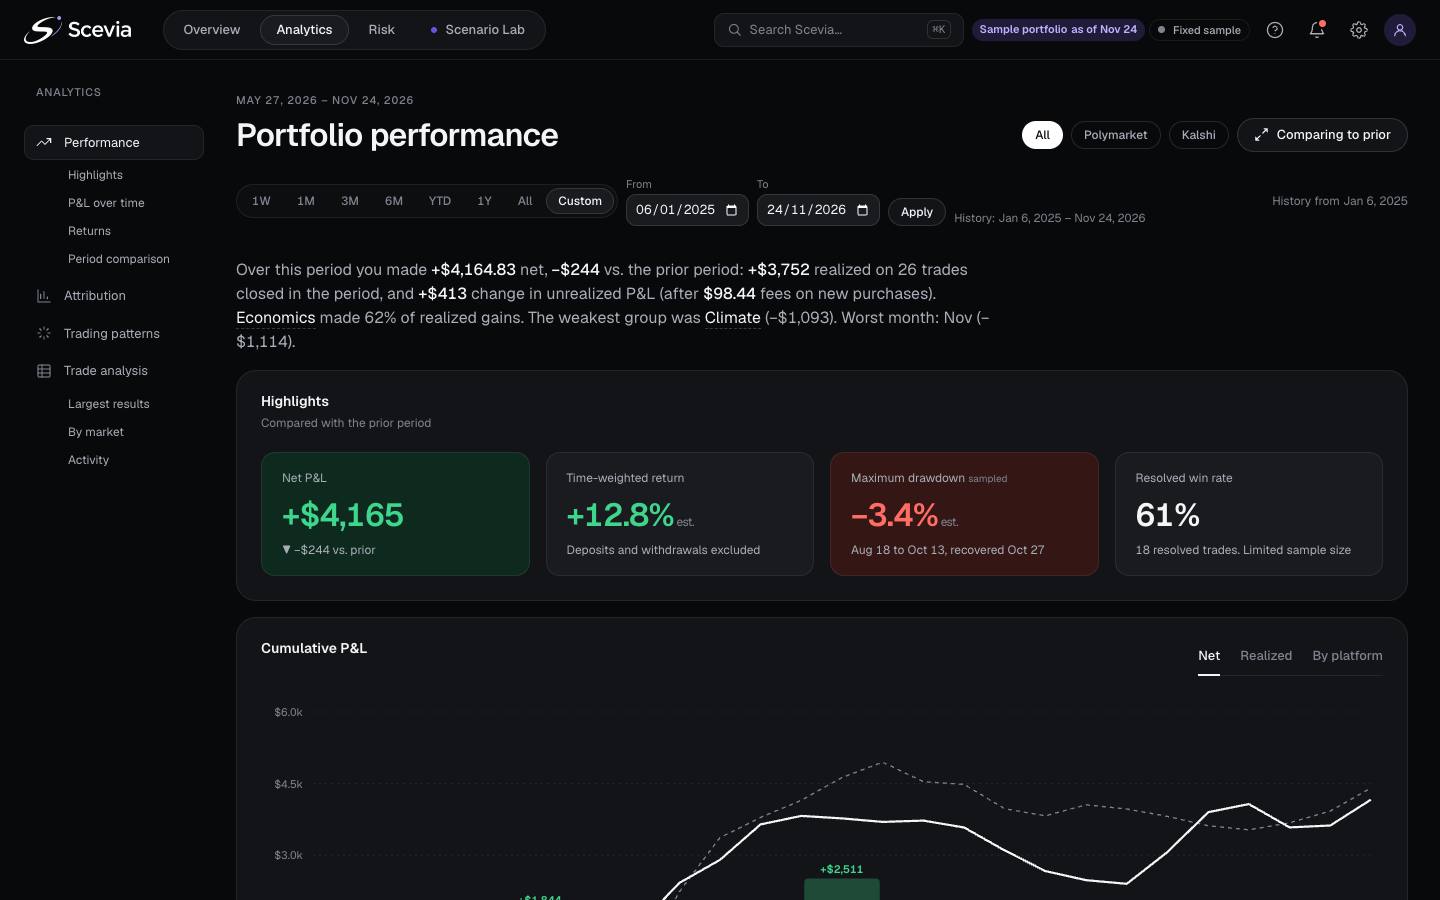 Scevia
Overview
Analytics
Risk
Scenario Lab
Search Scevia...
⌘K
Sample portfolio as of Nov 24
Fixed sample
ANALYTICS
Performance
Highlights
P&L over time
Returns
Period comparison
Attribution
Trading patterns
Trade analysis
Largest results
By market
Activity
MAY 27, 2026 – NOV 24, 2026
Portfolio performance
All
Polymarket
Kalshi
Comparing to prior
1W
1M
3M
6M
YTD
1Y
All
Custom
From
06/01/2025
To
24/11/2026
Apply
History: Jan 6, 2025 – Nov 24, 2026
History from Jan 6, 2025
Over this period you made +$4,164.83 net, −$244 vs. the prior period: +$3,752 realized on 26 trades
closed in the period, and +$413 change in unrealized P&L (after $98.44 fees on new purchases).
Economics made 62% of realized gains. The weakest group was Climate (−$1,093). Worst month: Nov (−
$1,114).
Highlights
Compared with the prior period
Net P&L
+$4,165
▼ −$244 vs. prior
Time-weighted return
+12.8% est.
Deposits and withdrawals excluded
Maximum drawdown sampled
−3.4% est.
Aug 18 to Oct 13, recovered Oct 27
Resolved win rate
61%
18 resolved trades. Limited sample size
Cumulative P&L
Net
Realized
By platform
$6.0k
$4.5k
$3.0k
+$2,511
+$1,844